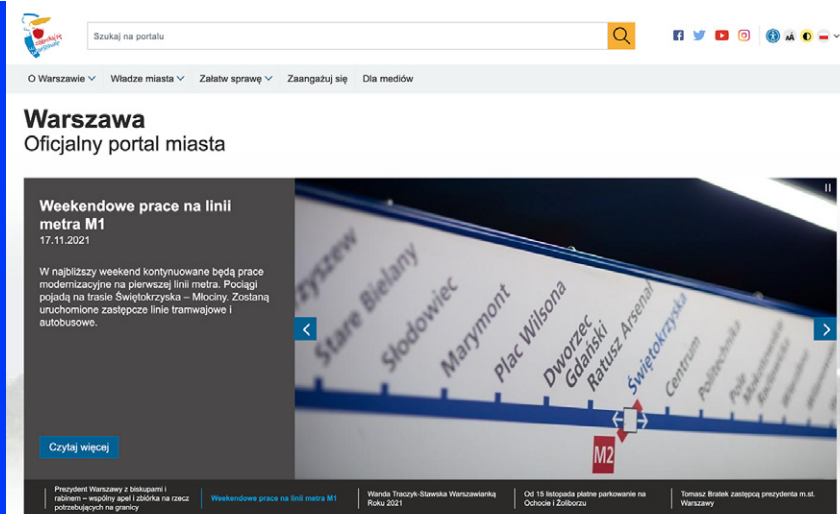 Szukaj na portalu
O Warszawie
Władze miasta
Załatw sprawę
Zaangażuj się
Dla mediów
Warszawa
Oficjalny portal miasta
Weekendowe prace na linii
metra M1
17.11.2021
W najbliższy weekend kontynuowane będą prace
modernizacyjne na pierwszej linii metra. Pociągi
pojadą na trasie Świętokrzyska – Młociny. Zostaną
uruchomione zastępcze linie tramwajowe i
autobusowe.
Czytaj więcej
Stare Bielany
Słodowiec
Marymont
Plac Wilsona
Dworzec
Gdański
Ratusz Arsenał
Świętokrzyska
Centrum
Politechnika
Pole
Mokotowskie
Racławicka
M2
Prezydent Warszawy z biskupami i
rabinem – wspólny apel i zbiórka na rzecz
potrzebujących na granicy
Weekendowe prace na linii metra M1
Wanda Traczyk-Stawska Warszawianką
Roku 2021
Od 15 listopada płatne parkowanie na
Ochocie i Żoliborzu
Tomasz Bratek zastępcą prezydenta m.st.
Warszawy